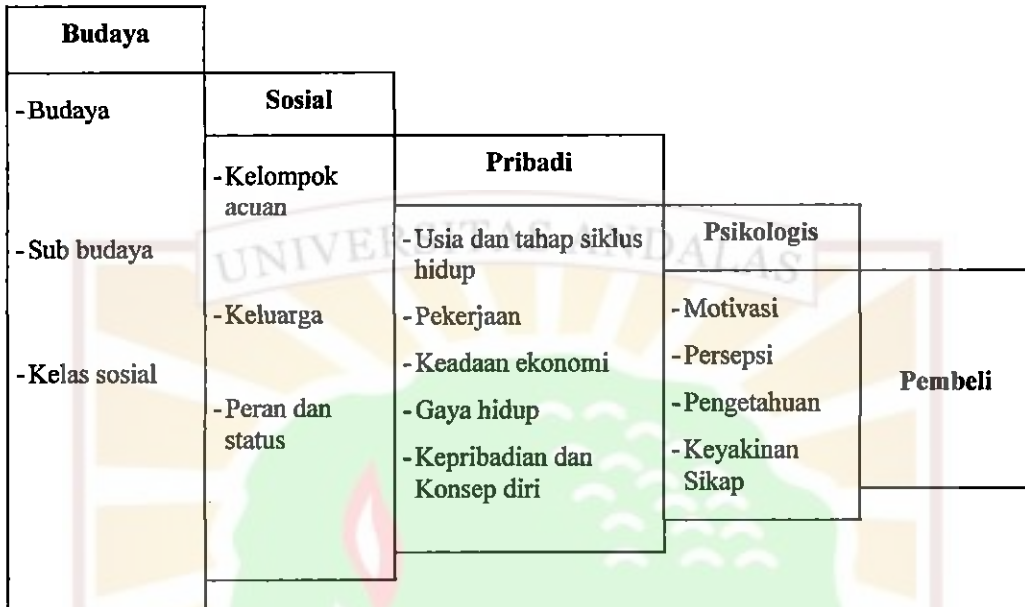 Budaya
-Budaya
-Sub budaya
-Kelas sosial
Sosial
-Kelompok
acuan
-Keluarga
-Peran dan
status
Pribadi
-Usia dan tahap siklus
hidup
-Pekerjaan
-Keadaan ekonomi
-Gaya hidup
-Kepribadian dan
Konsep diri
Psikologis
-Motivasi
-Persepsi
-Pengetahuan
-Keyakinan
Sikap
Pembeli
UNIVERSITAS ANDALAS